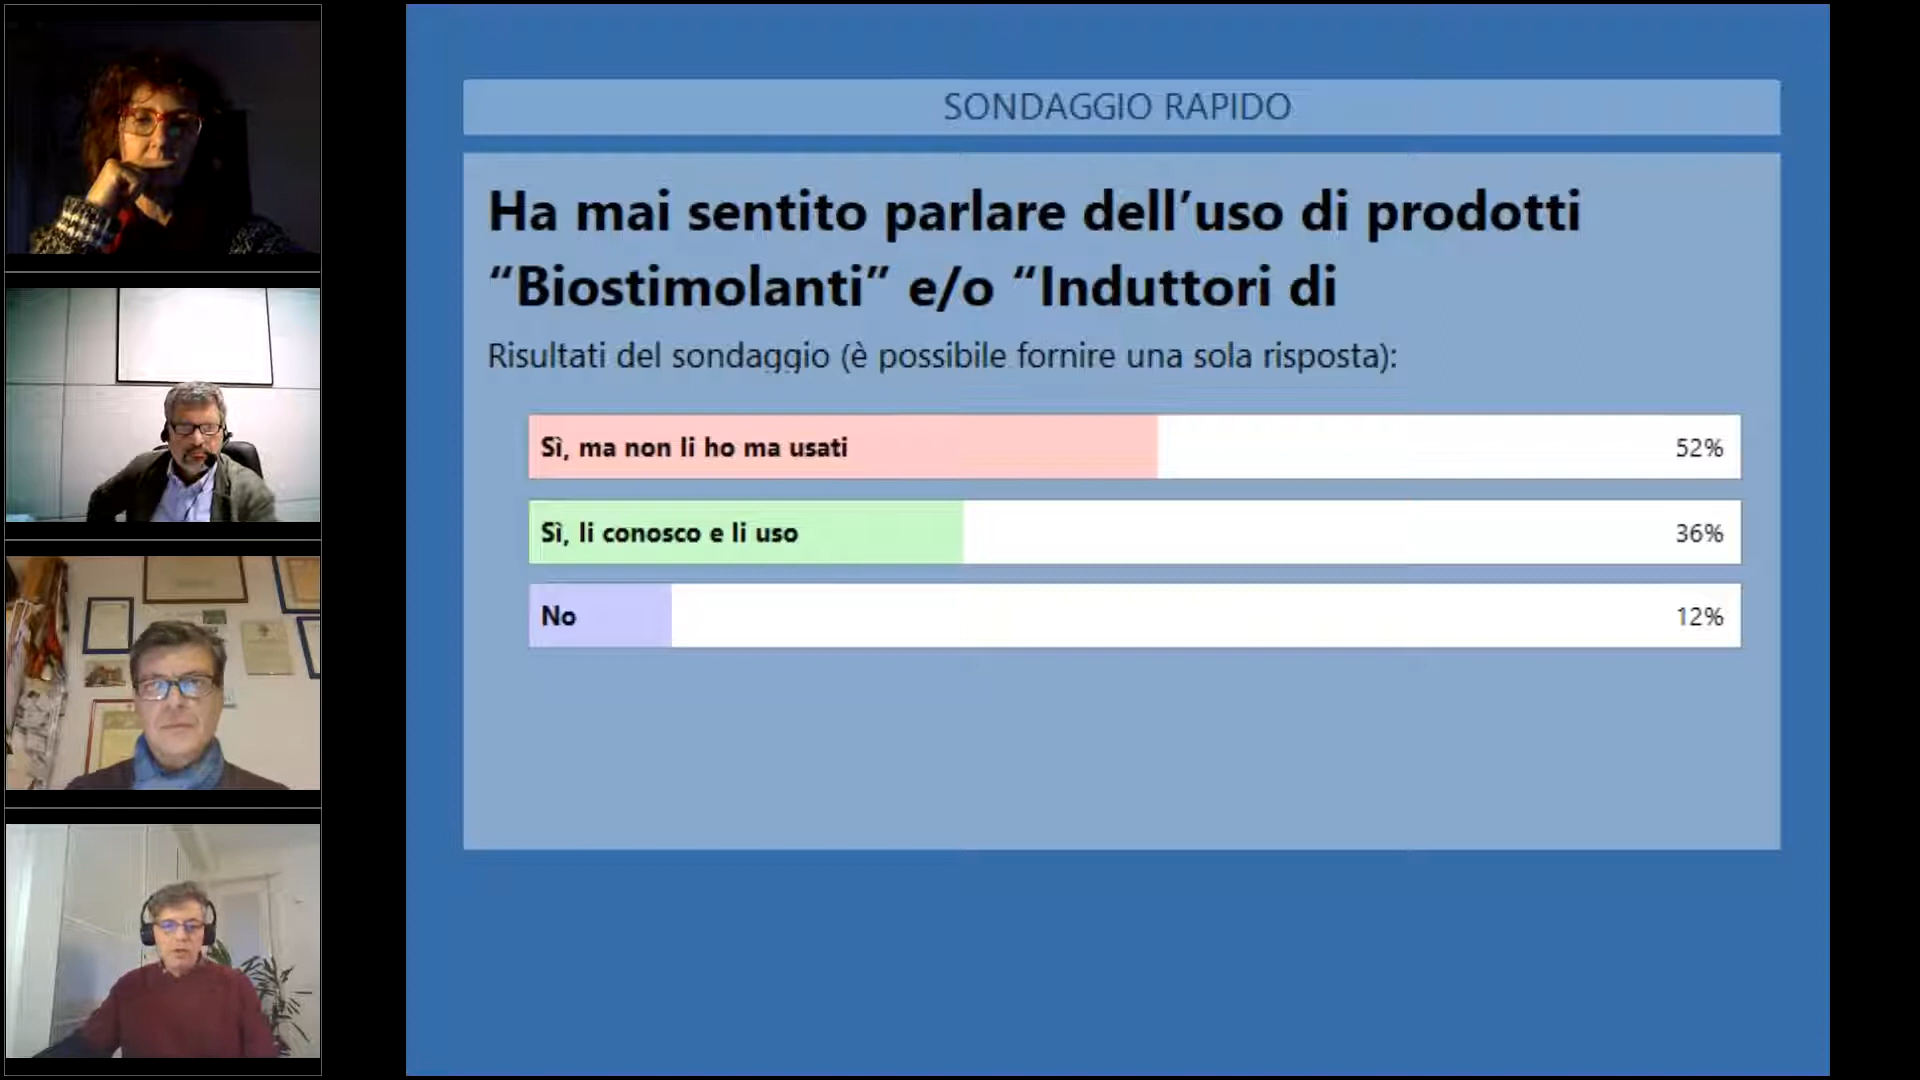 SONDAGGIO RAPIDO
Ha mai sentito parlare dell’uso di prodotti
“Biostimolanti” e/o “Induttori di
Risultati del sondaggio (è possibile fornire una sola risposta):
Sì, ma non li ho ma usati 52%
Sì, li conosco e li uso 36%
No 12%